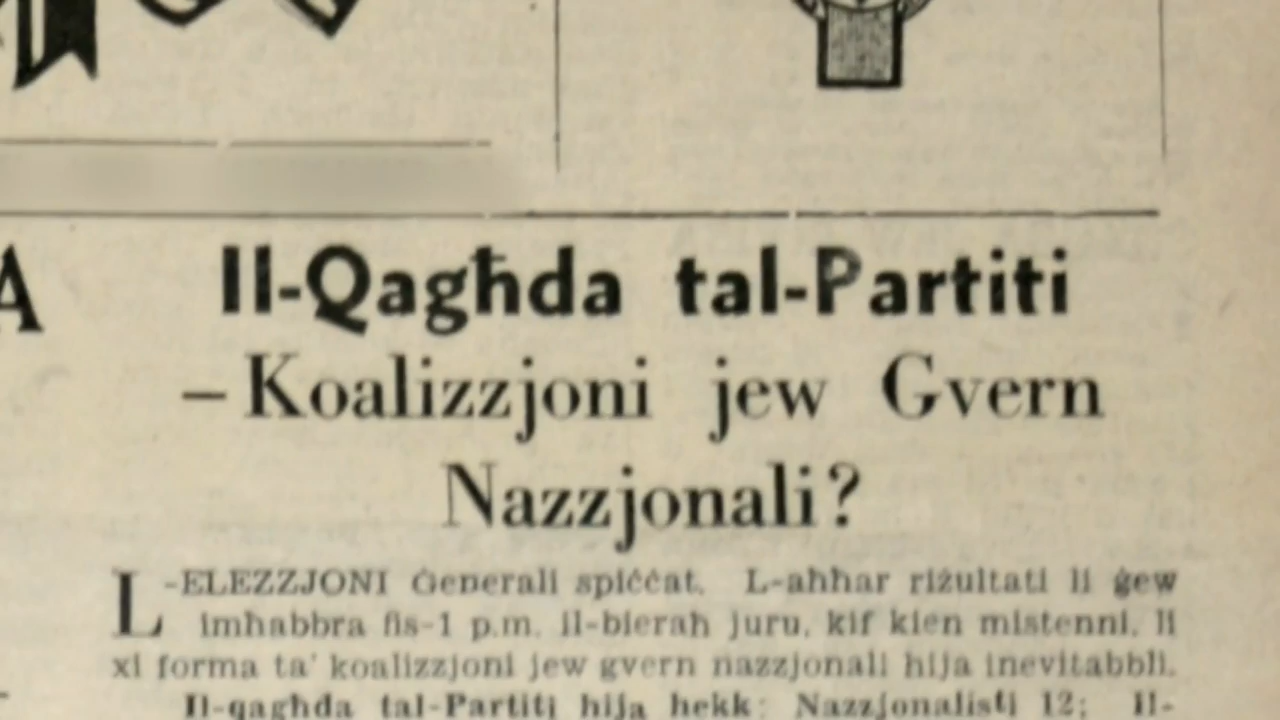 A
Il-Qagħda tal-Partiti
– Koalizzjoni jew Gvern
Nazzjonali?
L-ELEZZJONI Ġenerali spiċċat. L-aħħar riżultati li ġew
imħabbra fis-1 p.m. il-bieraħ juru, kif kien mistenni, li
xi forma ta' koalizzjoni jew gvern nazzjonali hija inevitabbli.
Il-qagħda tal-Partiti hija hekk: Nazzjonalisti 12; Il-